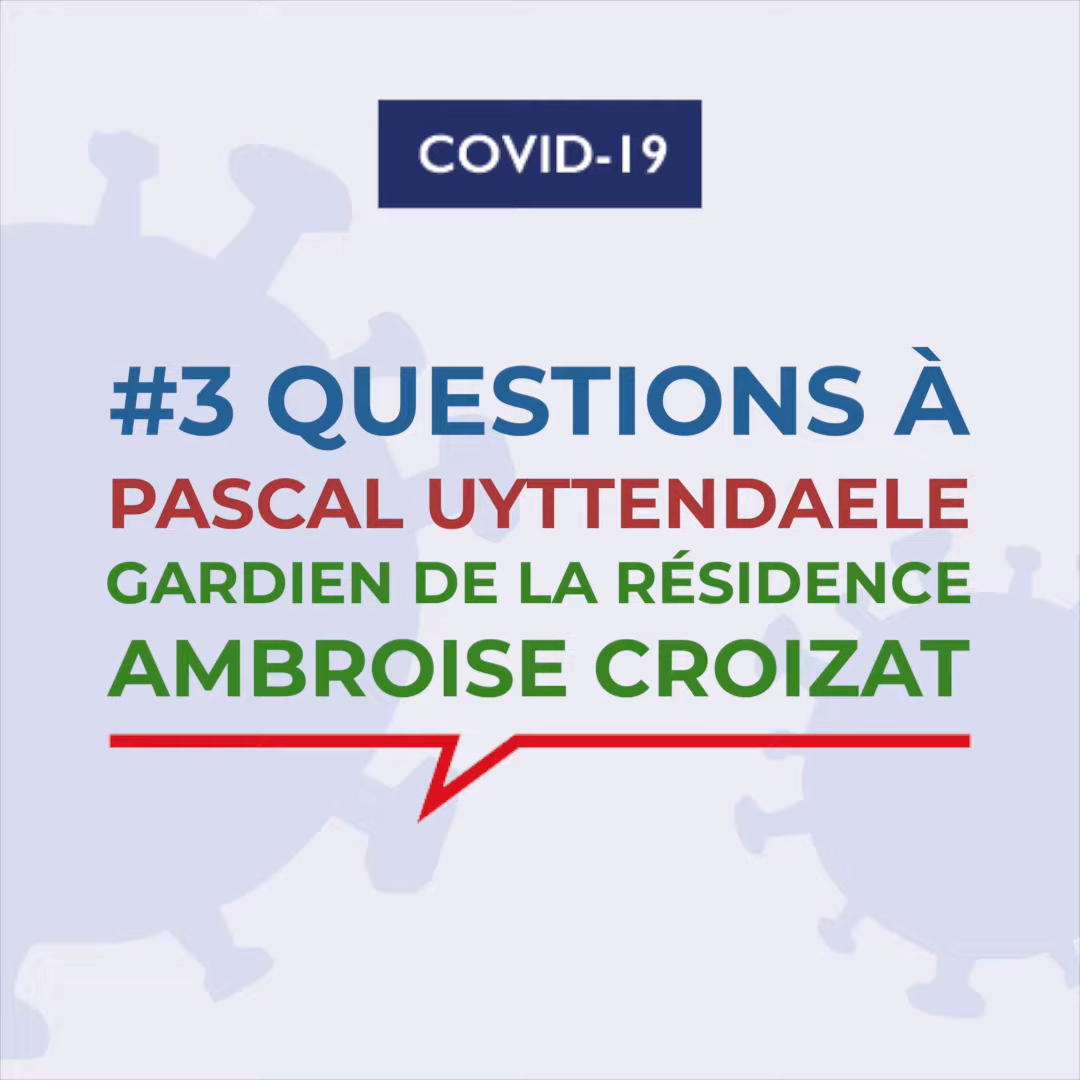 COVID-19
#3 QUESTIONS À
PASCAL UYTTENDAELE
GARDIEN DE LA RÉSIDENCE
AMBROISE CROIZAT